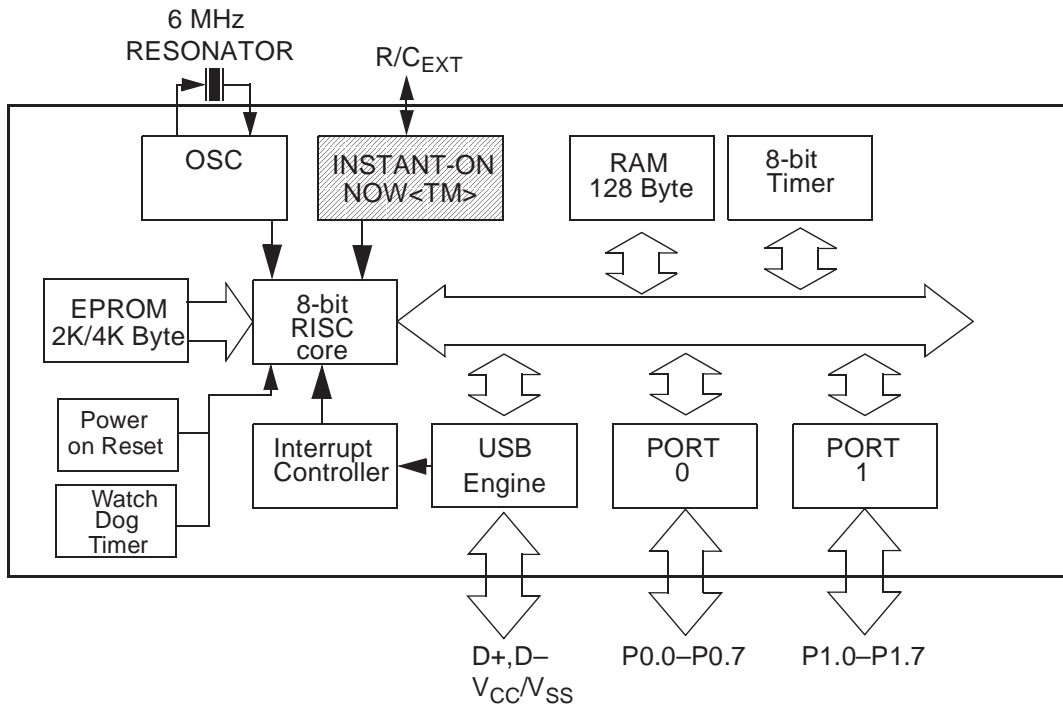 6 MHz
RESONATOR
R/CEXT
OSC
INSTANT-ON
NOW<TM>
RAM
128 Byte
8-bit
Timer
EPROM
2K/4K Byte
8-bit
RISC
core
Power
on Reset
Interrupt
Controller
USB
Engine
PORT
0
PORT
1
Watch
Dog
Timer
D+,D–
VCC/VSS
P0.0–P0.7
P1.0–P1.7